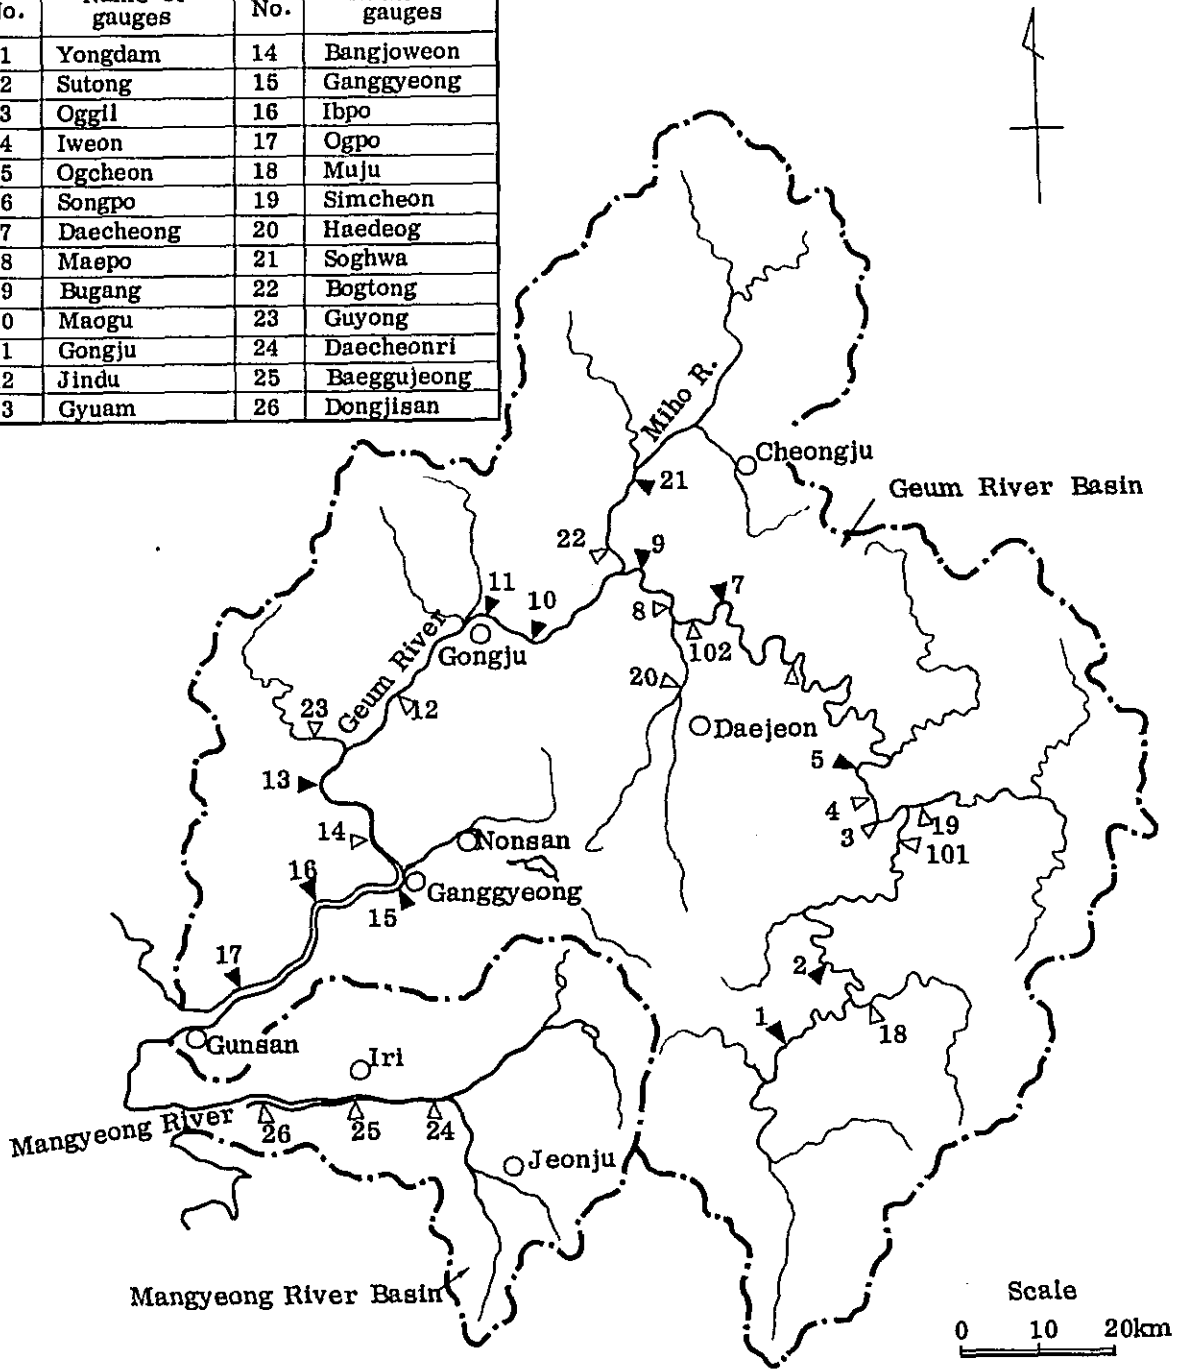 No. gauges No. gauges
1 Yongdam 14 Bangjoweon
2 Sutong 15 Ganggyeong
3 Oggil 16 Ibpo
4 Iweon 17 Ogpo
5 Ogcheon 18 Muju
6 Songpo 19 Simcheon
7 Daecheong 20 Haedeog
8 Maepo 21 Soghwa
9 Bugang 22 Bogtong
0 Maogu 23 Guyong
1 Gongju 24 Daecheonri
2 Jindu 25 Baeggujeong
3 Gyuam 26 Dongjisan
Miho R.
Cheongju
21
Geum River Basin
22
9
11
10
7
8
102
Gongju
Geum River
20
12
23
Daejeon
13
5
4
3
19
101
14
Nonsan
16
Ganggyeong
15
17
2
1
18
Gunsan
Iri
Mangyeong River
26
25
24
Jeonju
Mangyeong River Basin
Scale
0 10 20km